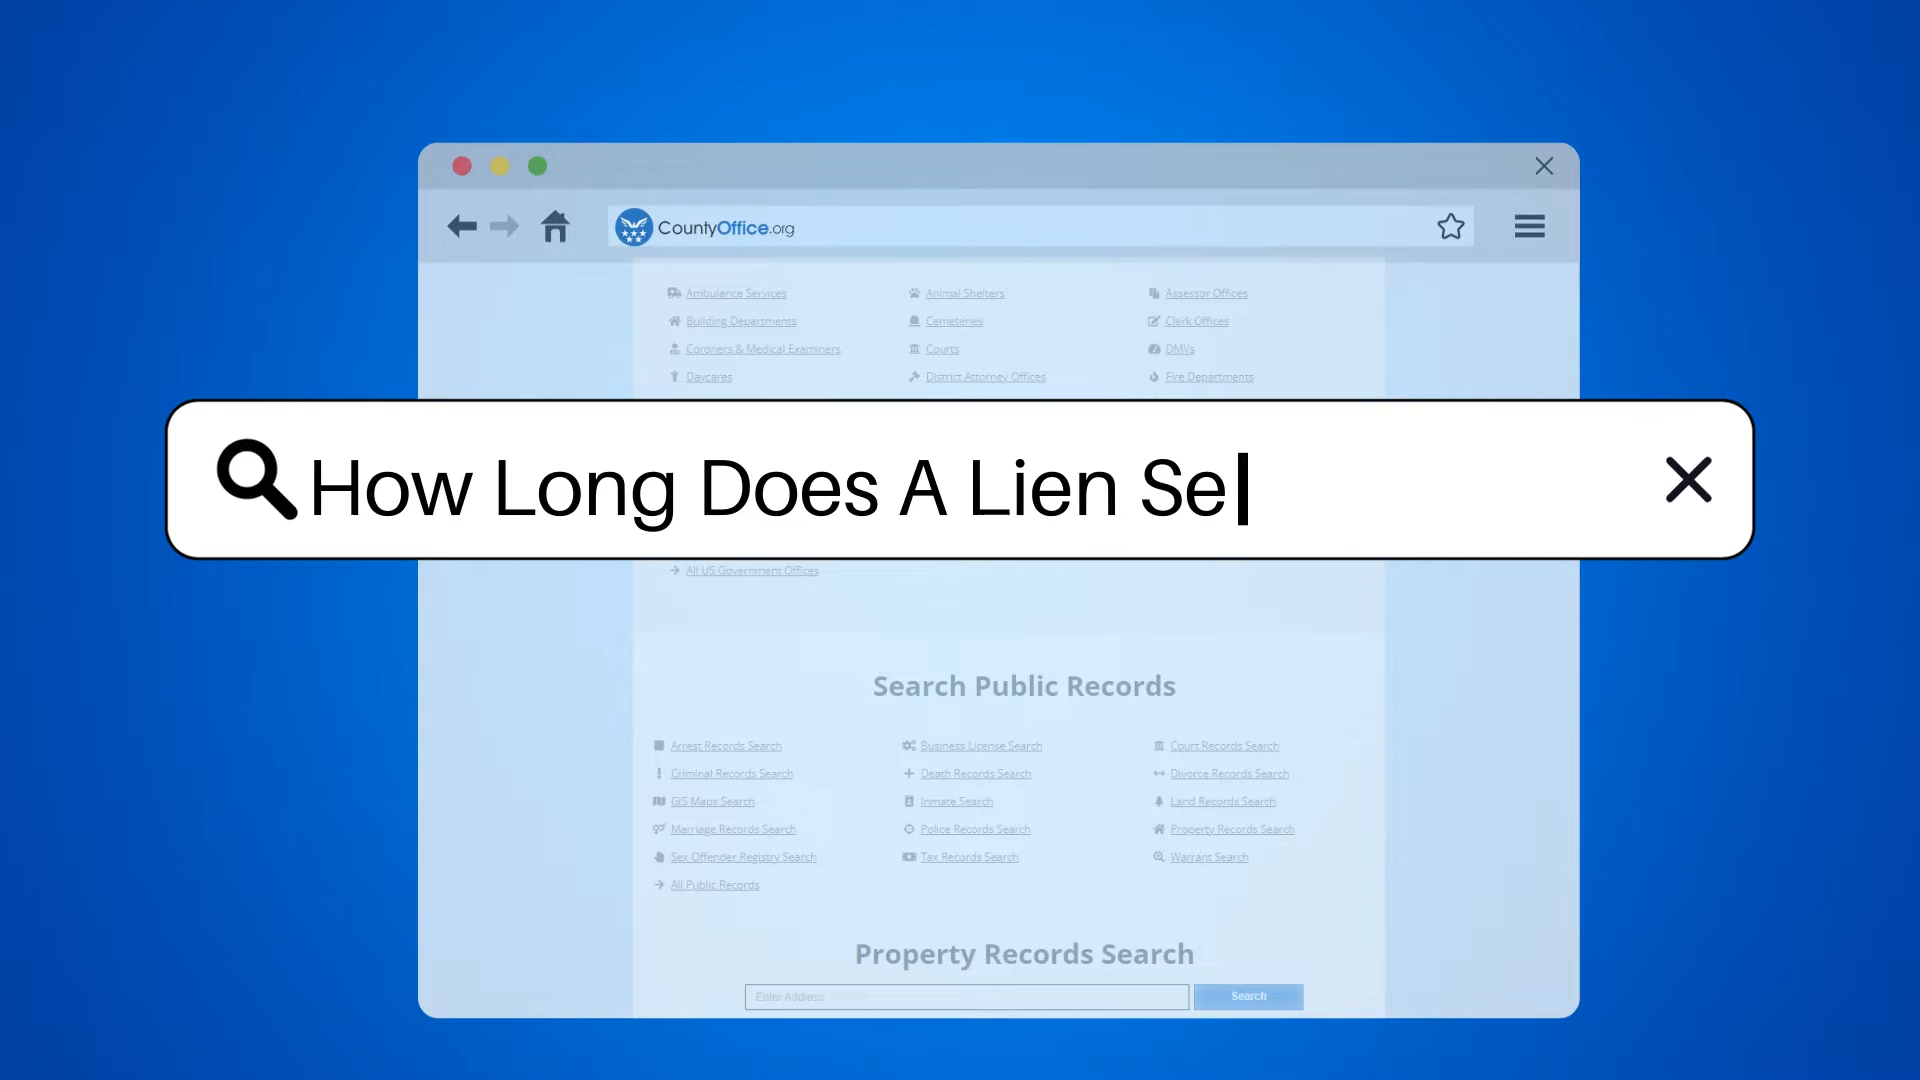 CountyOffice.org
Ambulance Services Animal Shelters Assessor Offices
Building Departments Cemeteries Clerk Offices
Coroners & Medical Examiners Courts DMVs
Daycares District Attorney Offices Fire Departments
How Long Does A Lien Se
All US Government Offices
Search Public Records
Arrest Records Search Business License Search Court Records Search
Criminal Records Search Death Records Search Divorce Records Search
GIS Maps Search Inmate Search Land Records Search
Marriage Records Search Police Records Search Property Records Search
Sex Offender Registry Search Tax Records Search Warrant Search
All Public Records
Property Records Search
Enter Address Search